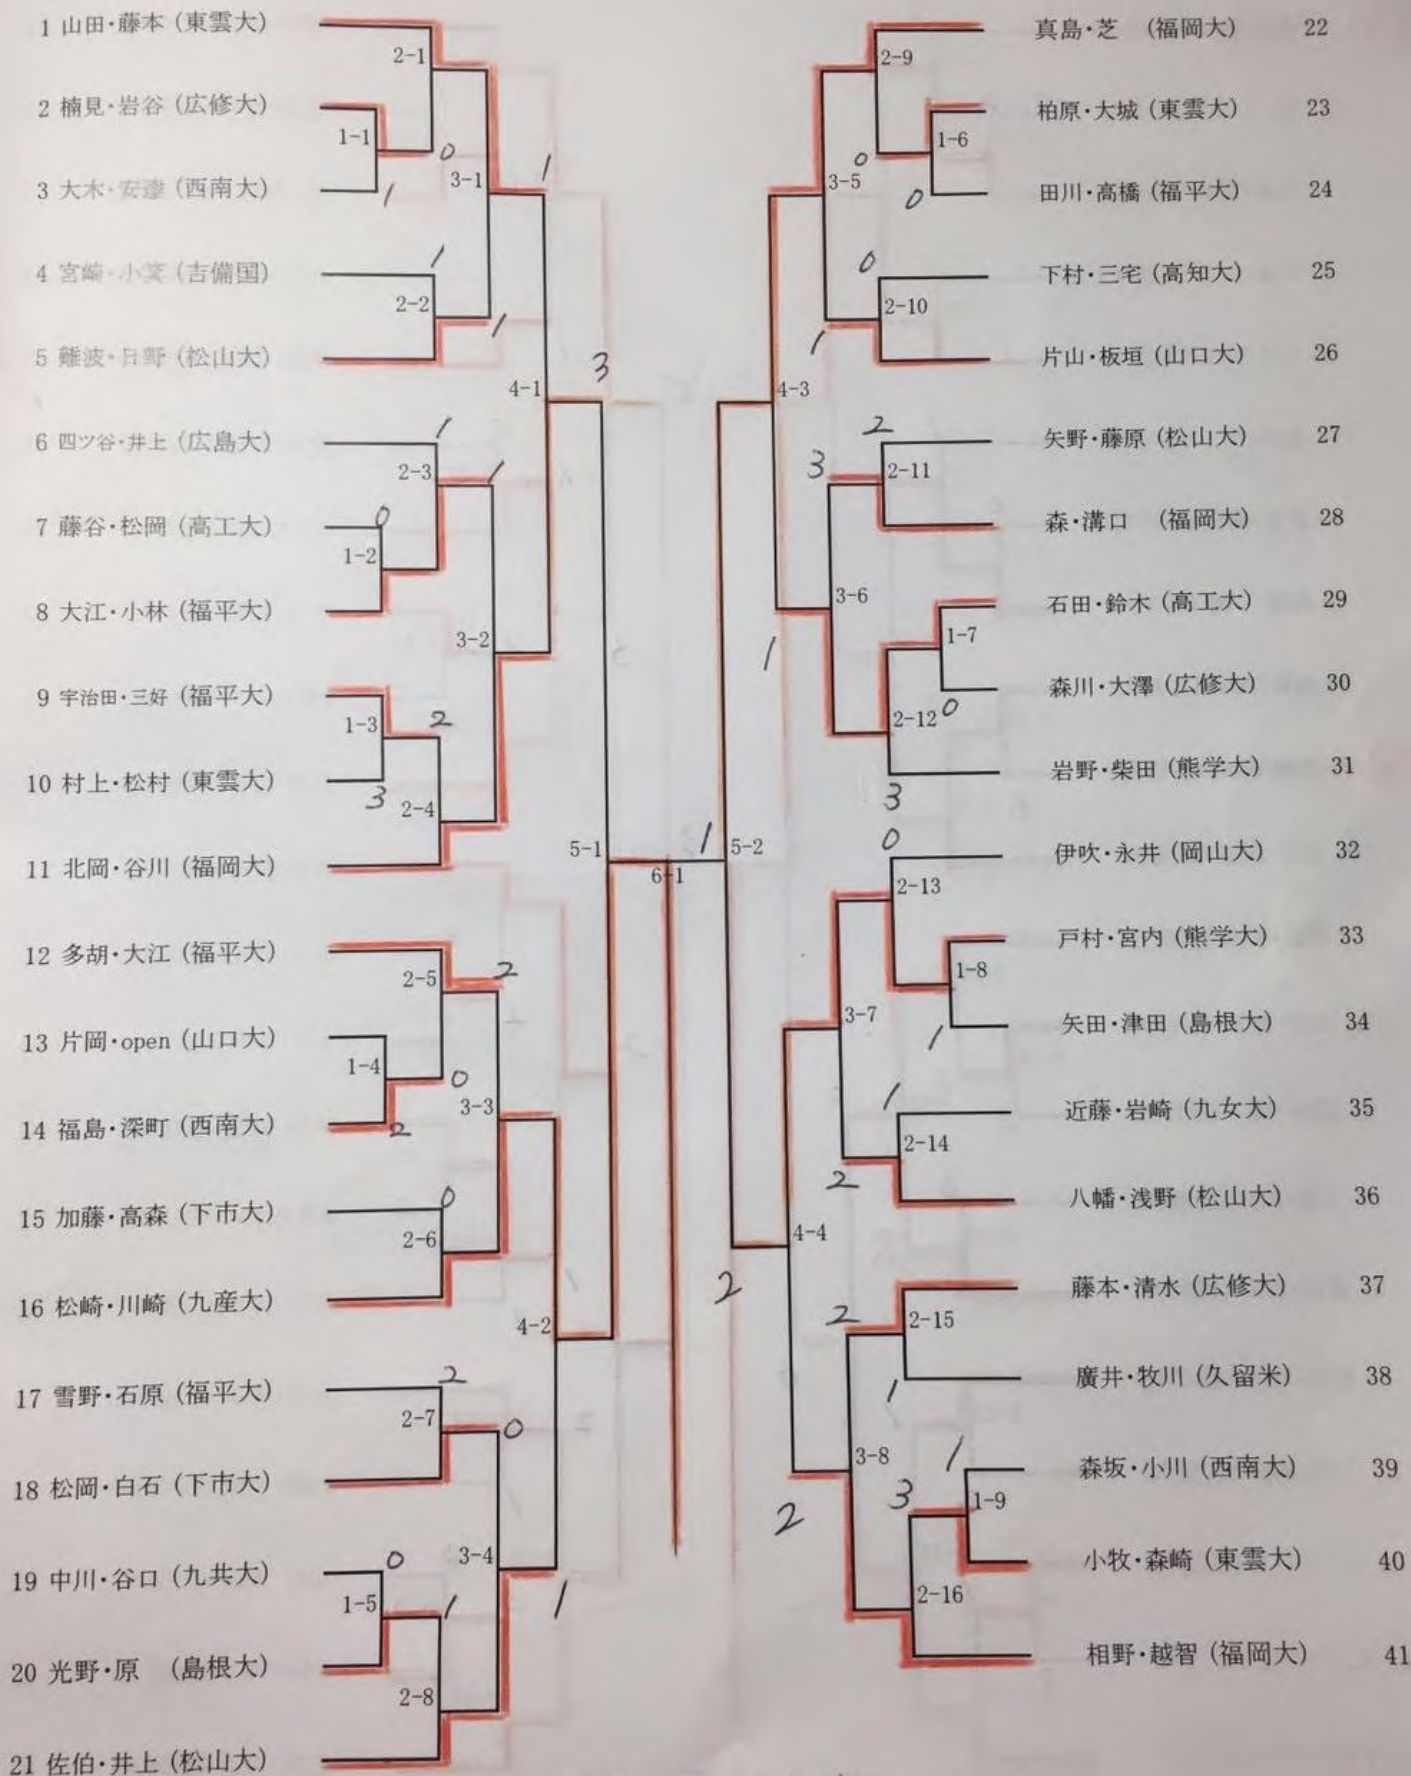 1 山田・藤本 (東雲大)
2-1
2 楠見・岩谷 (広修大)
1-1
0
3-1
1
3 大木・安達 (西南大)
1
4 宮崎・小箕 (吉備国)
1
2-2
1
5 難波・日野 (松山大)
4-1
3
6 四ツ谷・井上 (広島大)
1
2-3
1
7 藤谷・松岡 (高工大)
0
1-2
8 大江・小林 (福平大)
3-2
9 宇治田・三好 (福平大)
1-3
2
10 村上・松村 (東雲大)
3
2-4
11 北岡・谷川 (福岡大)
5-1
6-1
1
12 多胡・大江 (福平大)
2-5
2
13 片岡・open (山口大)
1-4
0
3-3
14 福島・深町 (西南大)
2
15 加藤・高森 (下市大)
0
2-6
16 松崎・川崎 (九産大)
4-2
17 雪野・石原 (福平大)
2
2-7
0
18 松岡・白石 (下市大)
3-4
19 中川・谷口 (九共大)
0
1-5
1
1
20 光野・原 (島根大)
2-8
21 佐伯・井上 (松山大)
真島・芝 (福岡大) 22
2-9
柏原・大城 (東雲大) 23
1-6
0
3-5
田川・高橋 (福平大) 24
0
下村・三宅 (高知大) 25
0
2-10
片山・板垣 (山口大) 26
1
4-3
矢野・藤原 (松山大) 27
2
2-11
3
森・溝口 (福岡大) 28
3-6
石田・鈴木 (高工大) 29
1-7
1
森川・大澤 (広修大) 30
0
2-12
岩野・柴田 (熊学大) 31
3
5-2
伊吹・永井 (岡山大) 32
0
2-13
戸村・宮内 (熊学大) 33
1-8
3-7
矢田・津田 (島根大) 34
1
近藤・岩崎 (九女大) 35
1
2-14
2
八幡・浅野 (松山大) 36
4-4
2
藤本・清水 (広修大) 37
2
2-15
廣井・牧川 (久留米) 38
1
3-8
森坂・小川 (西南大) 39
1
1-9
3
2
小牧・森崎 (東雲大) 40
2-16
相野・越智 (福岡大) 41